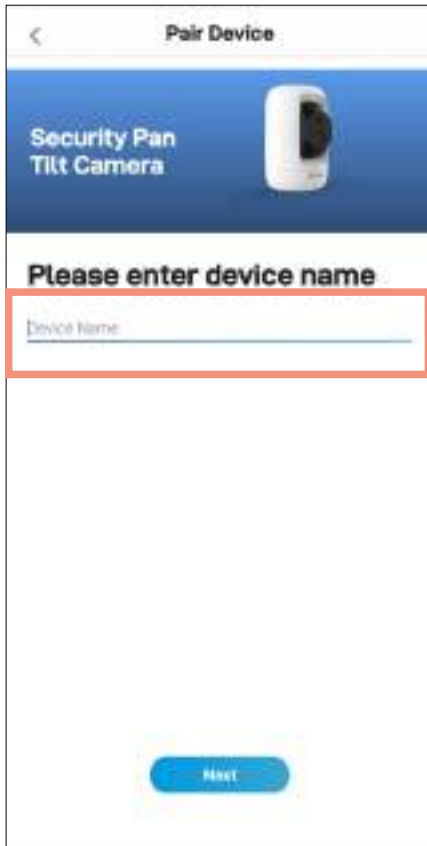 Pair Device
Security Pan
Tilt Camera
Please enter device name
Device Name
Next